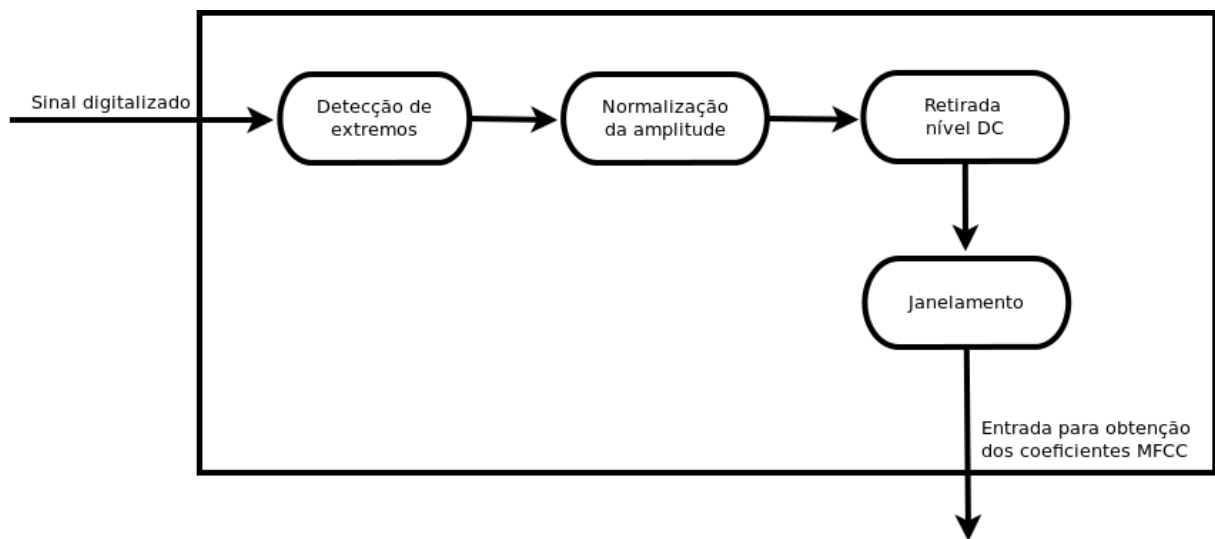 Sinal digitalizado
Detecção de
extremos
Normalização
da amplitude
Retirada
nível DC
Janelamento
Entrada para obtenção
dos coeficientes MFCC